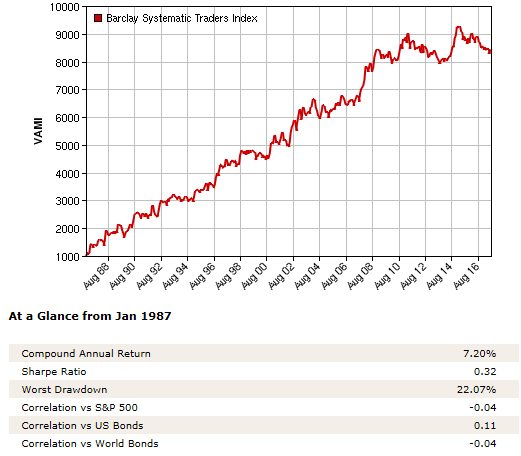 10000
Barclay Systematic Traders Index
9000
8000
7000
6000
VAMI
5000
4000
3000
2000
1000
Aug 88 Aug 90 Aug 92 Aug 94 Aug 96 Aug 98 Aug 00 Aug 02 Aug 04 Aug 06 Aug 08 Aug 10 Aug 12 Aug 14 Aug 16
At a Glance from Jan 1987
Compound Annual Return 7.20%
Sharpe Ratio 0.32
Worst Drawdown 22.07%
Correlation vs S&P 500 -0.04
Correlation vs US Bonds 0.11
Correlation vs World Bonds -0.04